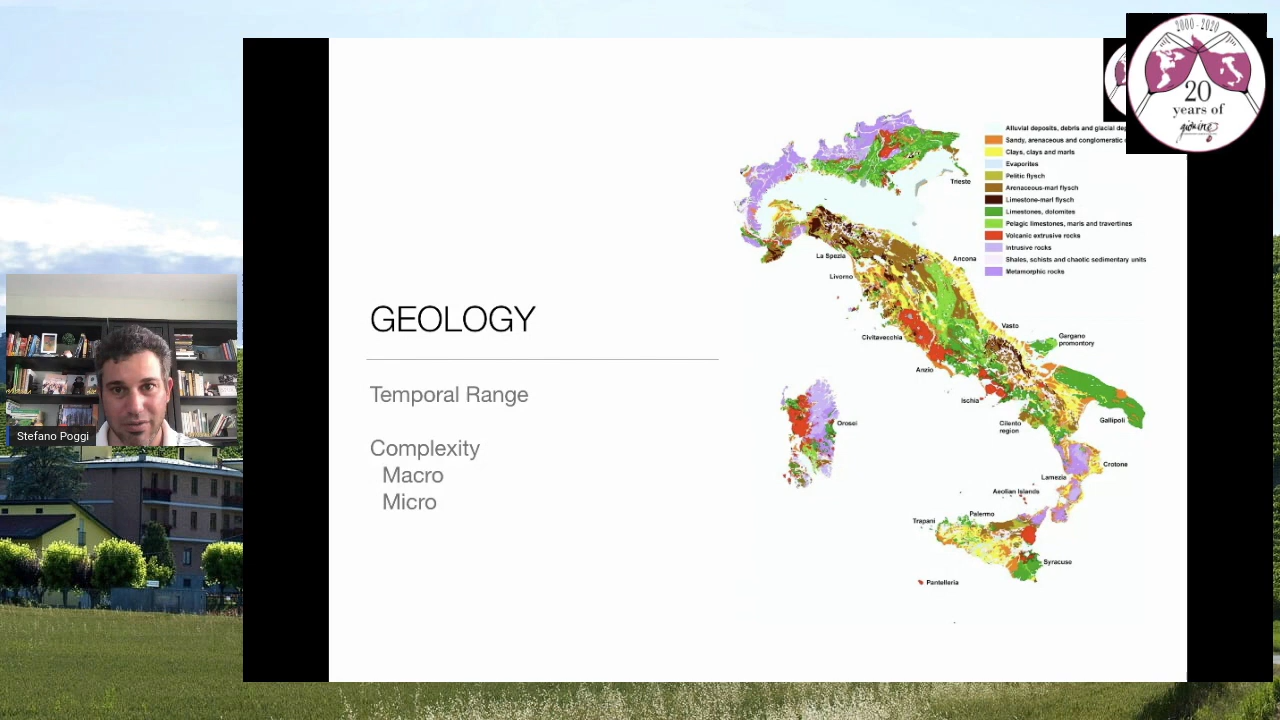 2000-2020
20
years of
giwine
GEOLOGY
Temporal Range
Complexity
Macro
Micro
Stefano Poggi
Alluvial deposits, debris and glacial
Sandy, arenaceous and conglomeratic
Clays, clays and marls
Evaporites
Pelitic flysch
Arenaceous-marl flysch
Limestone-marl flysch
Limestones, dolomites
Pelagic limestones, marls and travertines
Volcanic extrusive rocks
Intrusive rocks
Shales, schists and chaotic sedimentary units
Metamorphic rocks
Trieste
La Spezia
Ancona
Livorno
Vasto
Civitavecchia
Gargano
promontory
Anzio
Ischia
Orosei
Cilento
region
Gallipoli
Crotone
Lamezia
Aeolian Islands
Palermo
Trapani
Syracuse
Pantelleria